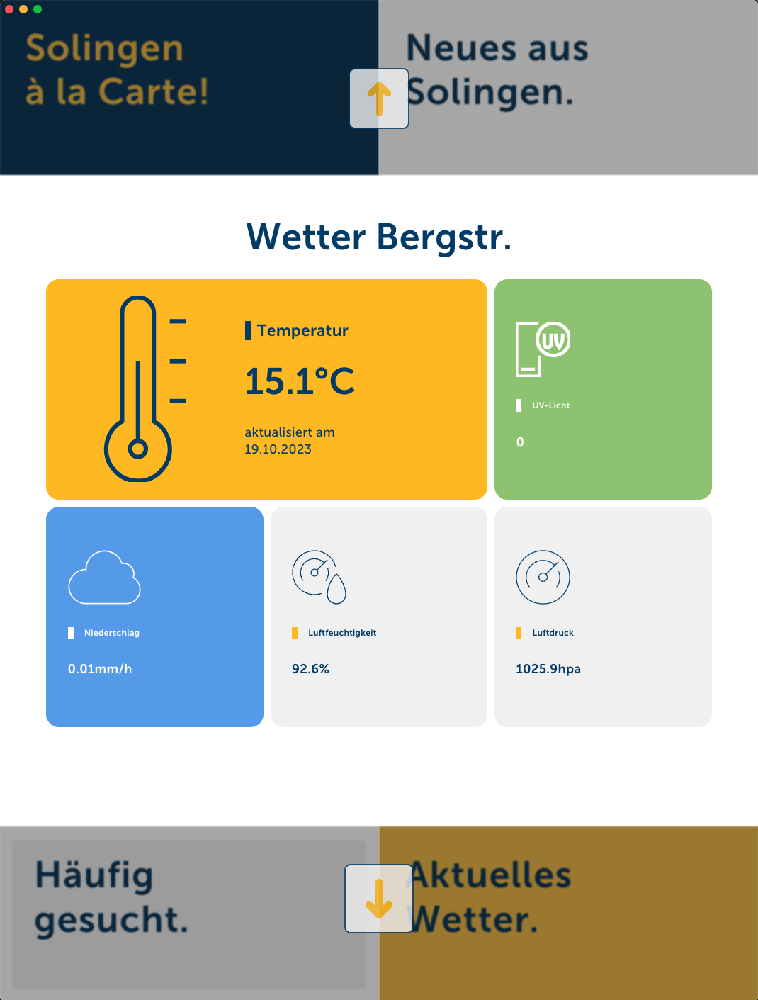 Solingen
à la Carte!
Neues aus
Solingen.
Wetter Bergstr.
Temperatur
15.1°C
aktualisiert am
19.10.2023
UV
UV-Licht
0
Niederschlag
0.01mm/h
Luftfeuchtigkeit
92.6%
Luftdruck
1025.9hpa
Häufig
gesucht.
Aktuelles
Wetter.